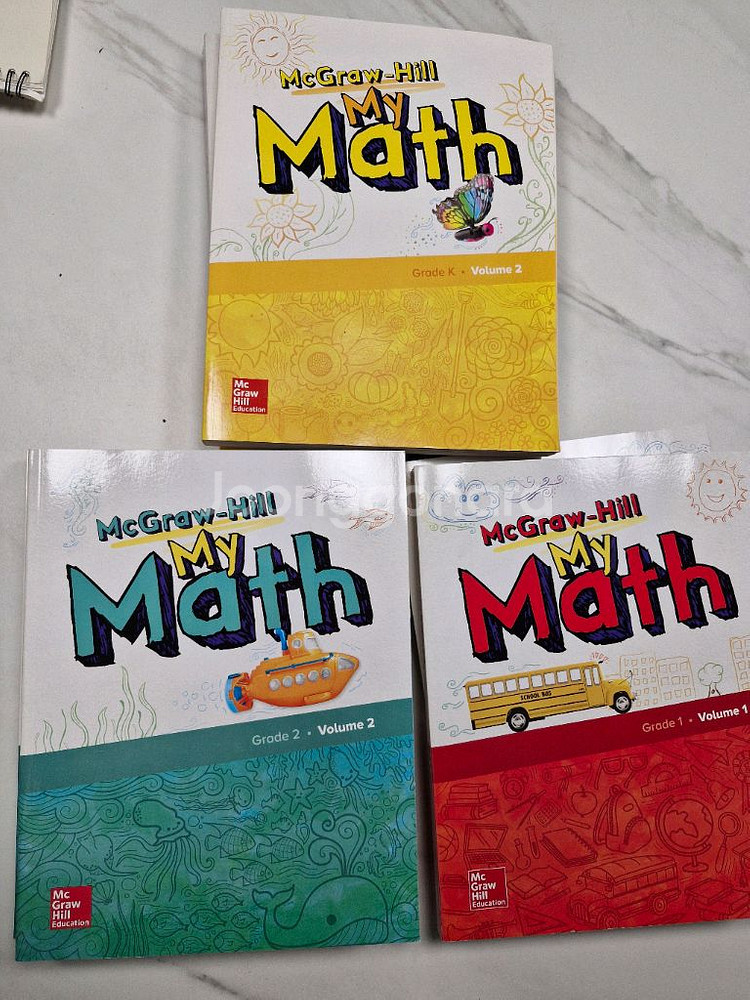 McGraw-Hill
My
Math
Grade K • Volume 2
Mc
Graw
Hill
Education
Joongonara
McGraw-Hill
My
Math
Grade 2 • Volume 2
Mc
Graw
Hill
Education
McGraw-Hill
My
Math
SCHOOL BUS
Grade 1 • Volume 1
Mc
Graw
Hill
Education